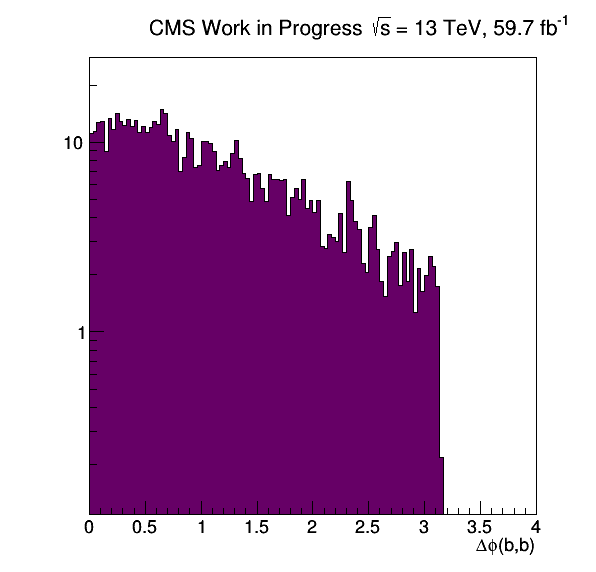 CMS Work in Progress √s = 13 TeV, 59.7 fb⁻¹
10
1
0 0.5 1 1.5 2 2.5 3 3.5 4
Δϕ(b,b)